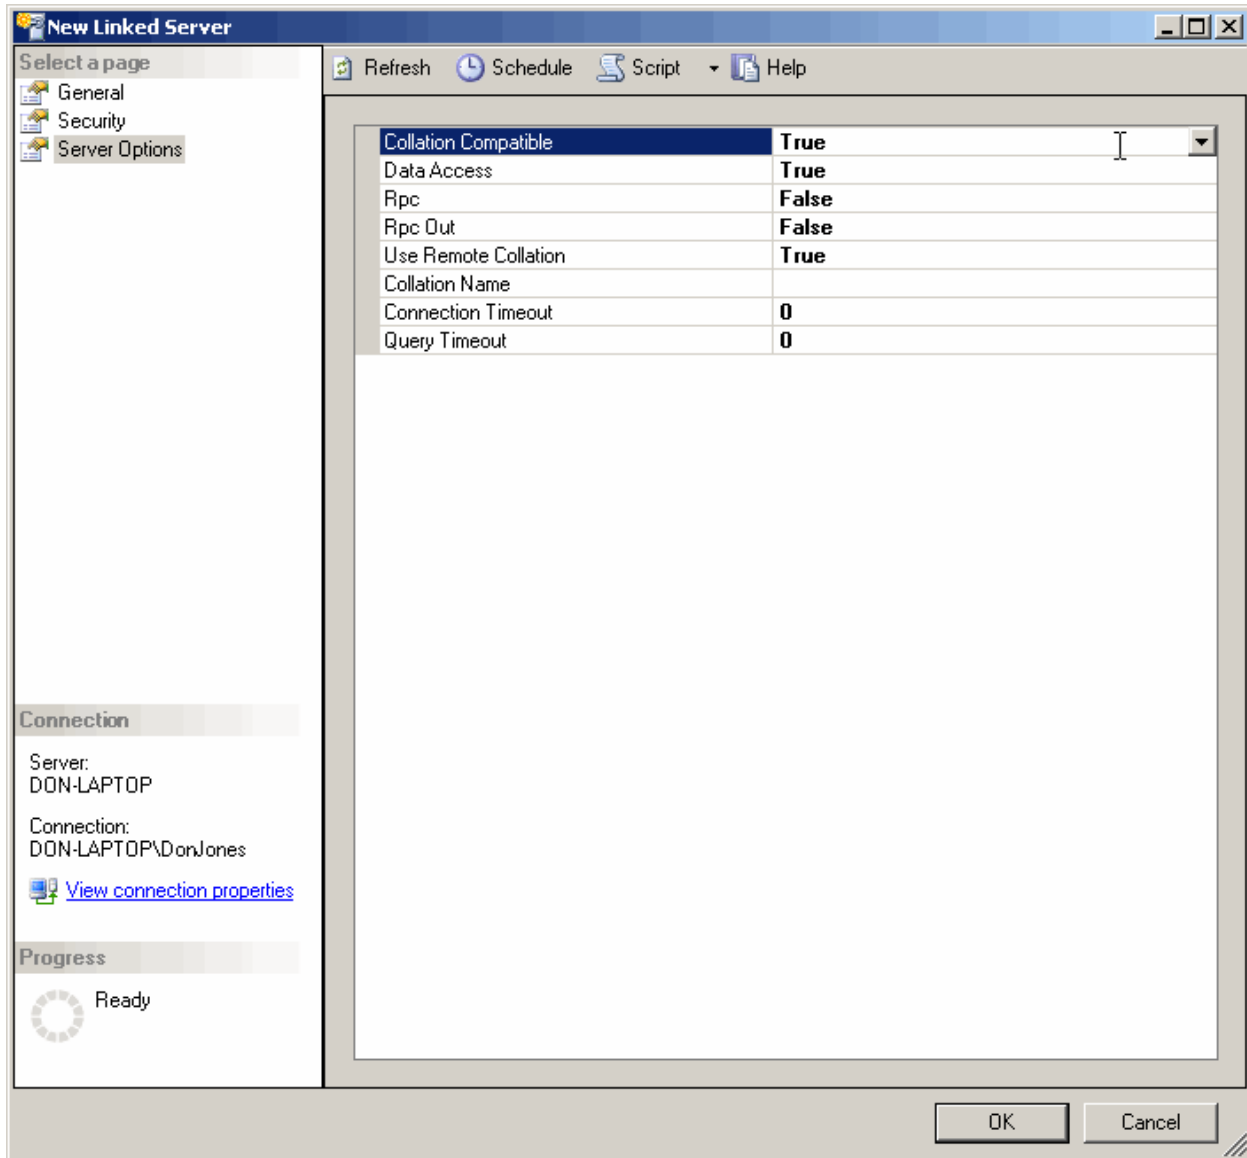 New Linked Server
Select a page
General
Security
Server Options
Refresh Schedule Script Help
Collation Compatible True
Data Access True
Rpc False
Rpc Out False
Use Remote Collation True
Collation Name
Connection Timeout 0
Query Timeout 0
Connection
Server:
DON-LAPTOP
Connection:
DON-LAPTOP\DonJones
View connection properties
Progress
Ready
OK Cancel